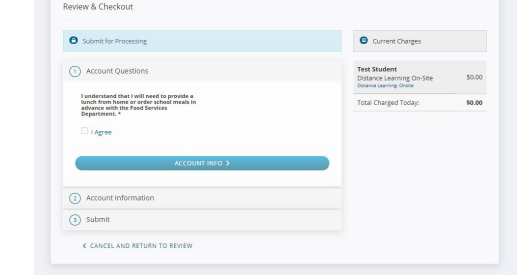 Review & Checkout
Submit for Processing
1 Account Questions
I understand that I will need to provide a
lunch from home or order school meals in
advance with the Food Services
Department. *
I Agree
ACCOUNT INFO
2 Account Information
3 Submit
CANCEL AND RETURN TO REVIEW
Current Charges
Test Student
Distance Learning On-Site $0.00
Distance Learning: Onsite
Total Charged Today: $0.00